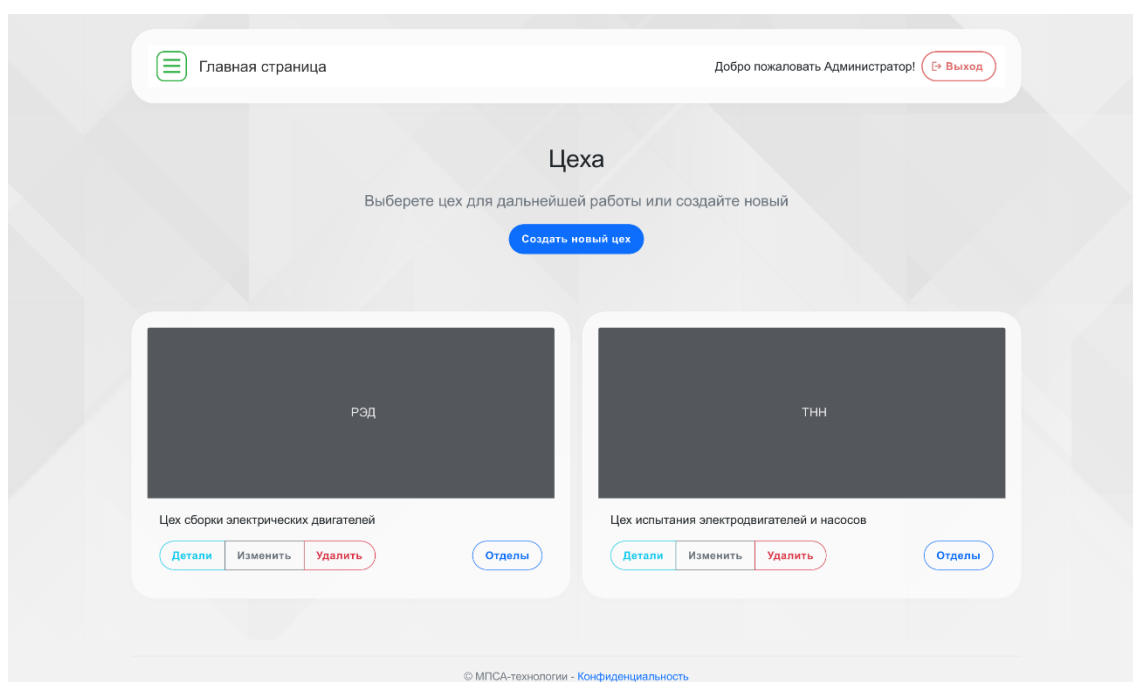 Главная страница
Добро пожаловать Администратор! Выход
Цеха
Выберете цех для дальнейшей работы или создайте новый
Создать новый цех
РЭД
Цех сборки электрических двигателей
Детали Изменить Удалить Отделы
ТНН
Цех испытания электродвигателей и насосов
Детали Изменить Удалить Отделы
© МПСА-технологии - Конфиденциальность